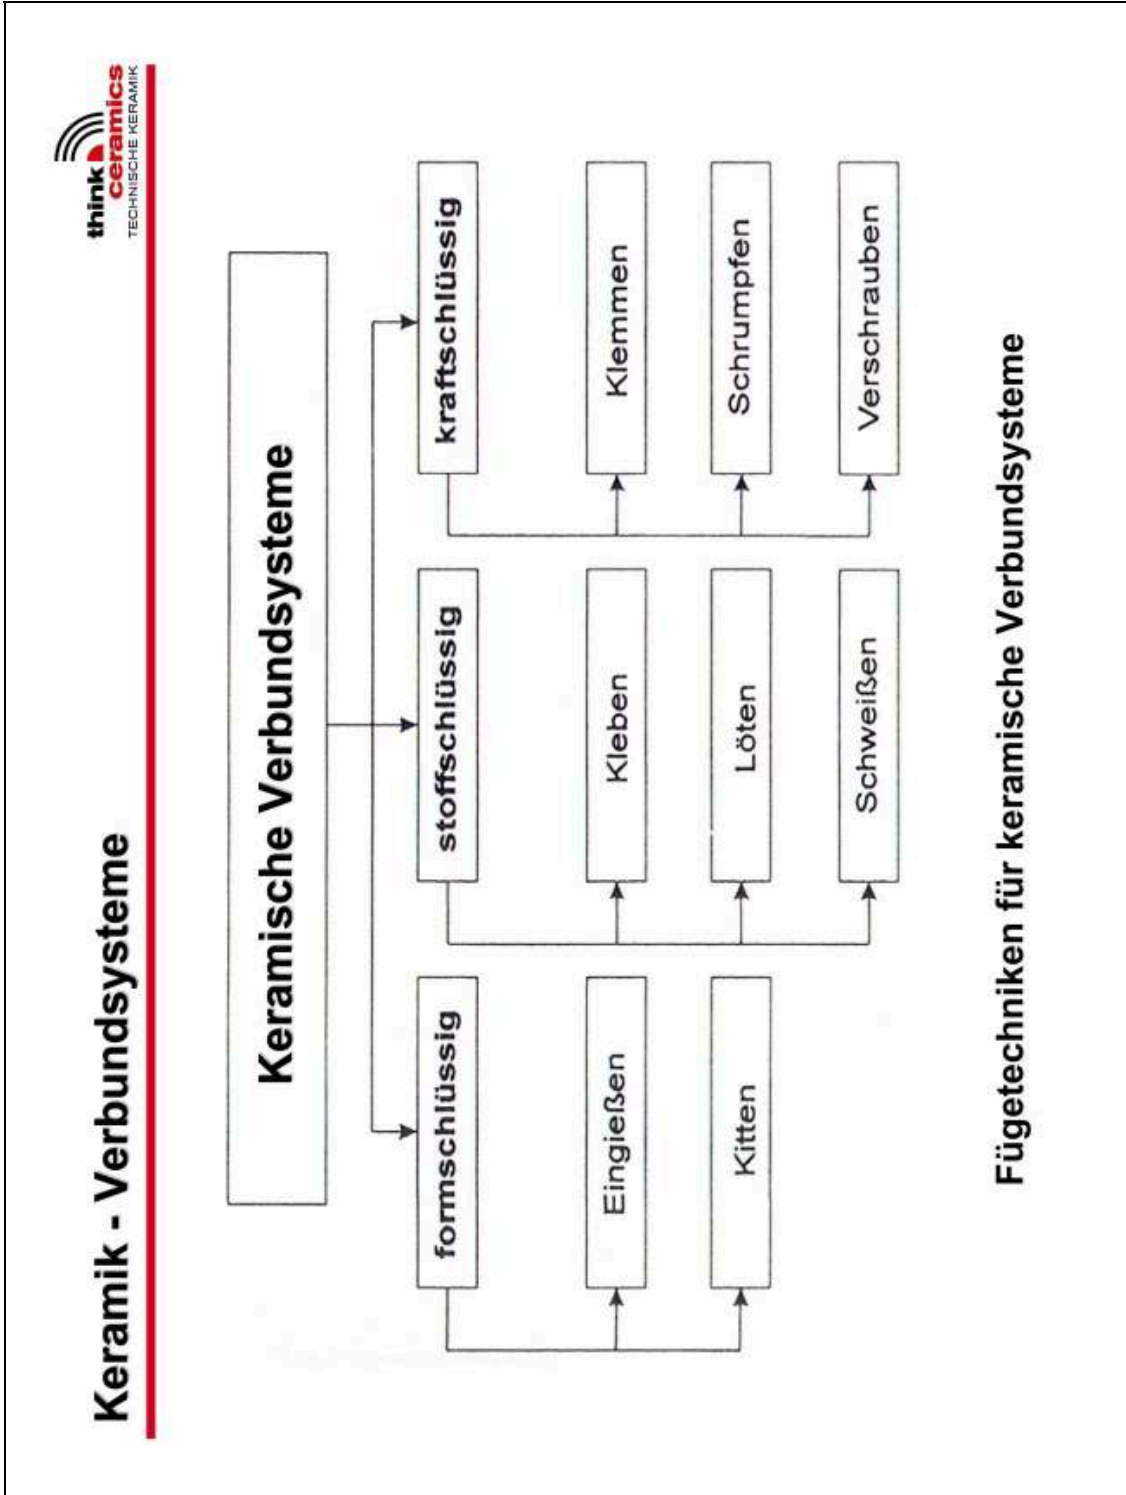 Keramik - Verbundsysteme
think
ceramics
TECHNISCHE KERAMIK
Keramische Verbundsysteme
formschlüssig
stoffschlüssig
kraftschlüssig
Eingießen
Kleben
Klemmen
Kitten
Löten
Schrumpfen
Schweißen
Verschrauben
Fügetechniken für keramische Verbundsysteme